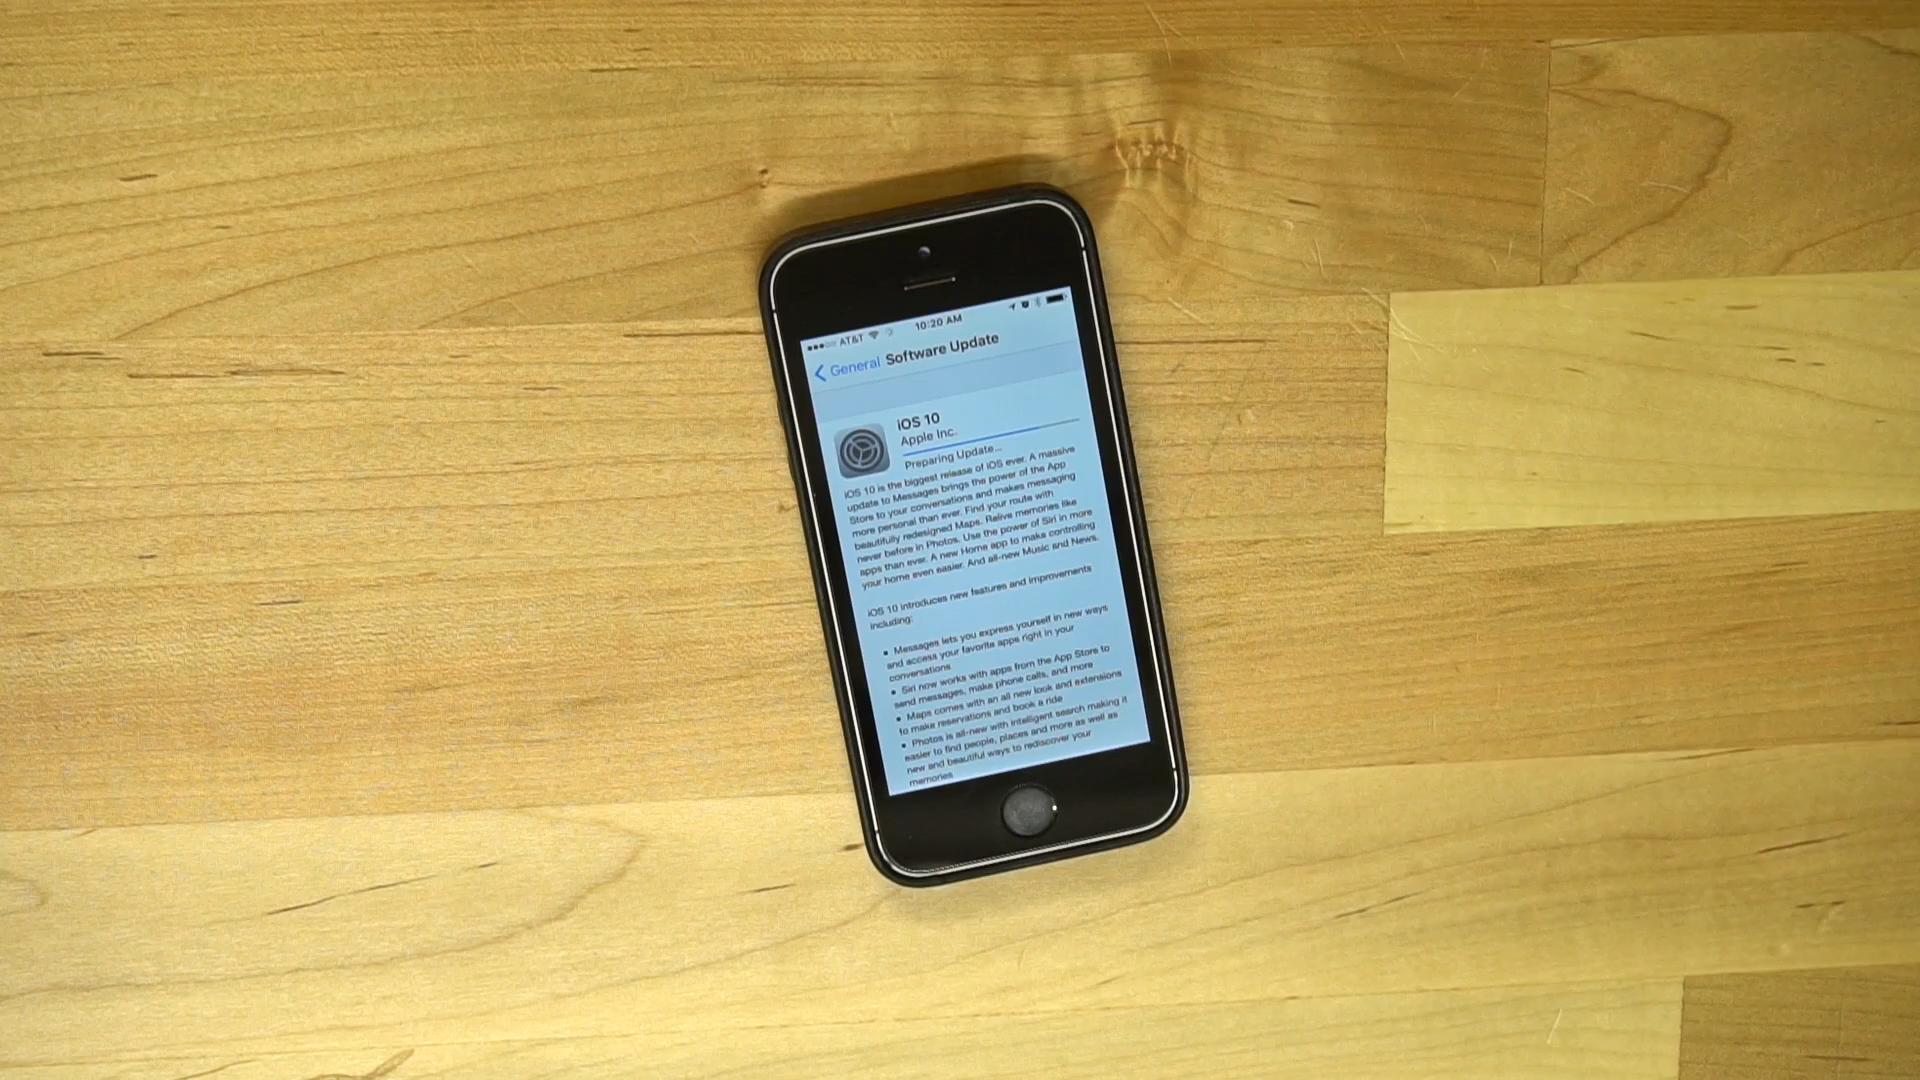 AT&T 10:20 AM
General Software Update
iOS 10
Apple Inc.
Preparing Update...
iOS 10 is the biggest release of iOS ever. A massive
update to Messages brings the power of the App
Store to your conversations and makes messaging
more personal than ever. Find your route with
beautifully redesigned Maps. Relive memories like
never before in Photos. Use the power of Siri in more
apps than ever. A new Home app to make controlling
your home even easier. And all-new Music and News.
iOS 10 introduces new features and improvements
including:
• Messages lets you express yourself in new ways
and access your favorite apps right in your
conversations
• Siri now works with apps from the App Store to
send messages, make phone calls, and more
• Maps comes with an all new look and extensions
to make reservations and book a ride
• Photos is all-new with intelligent search making it
easier to find people, places and more as well as
new and beautiful ways to rediscover your
memories